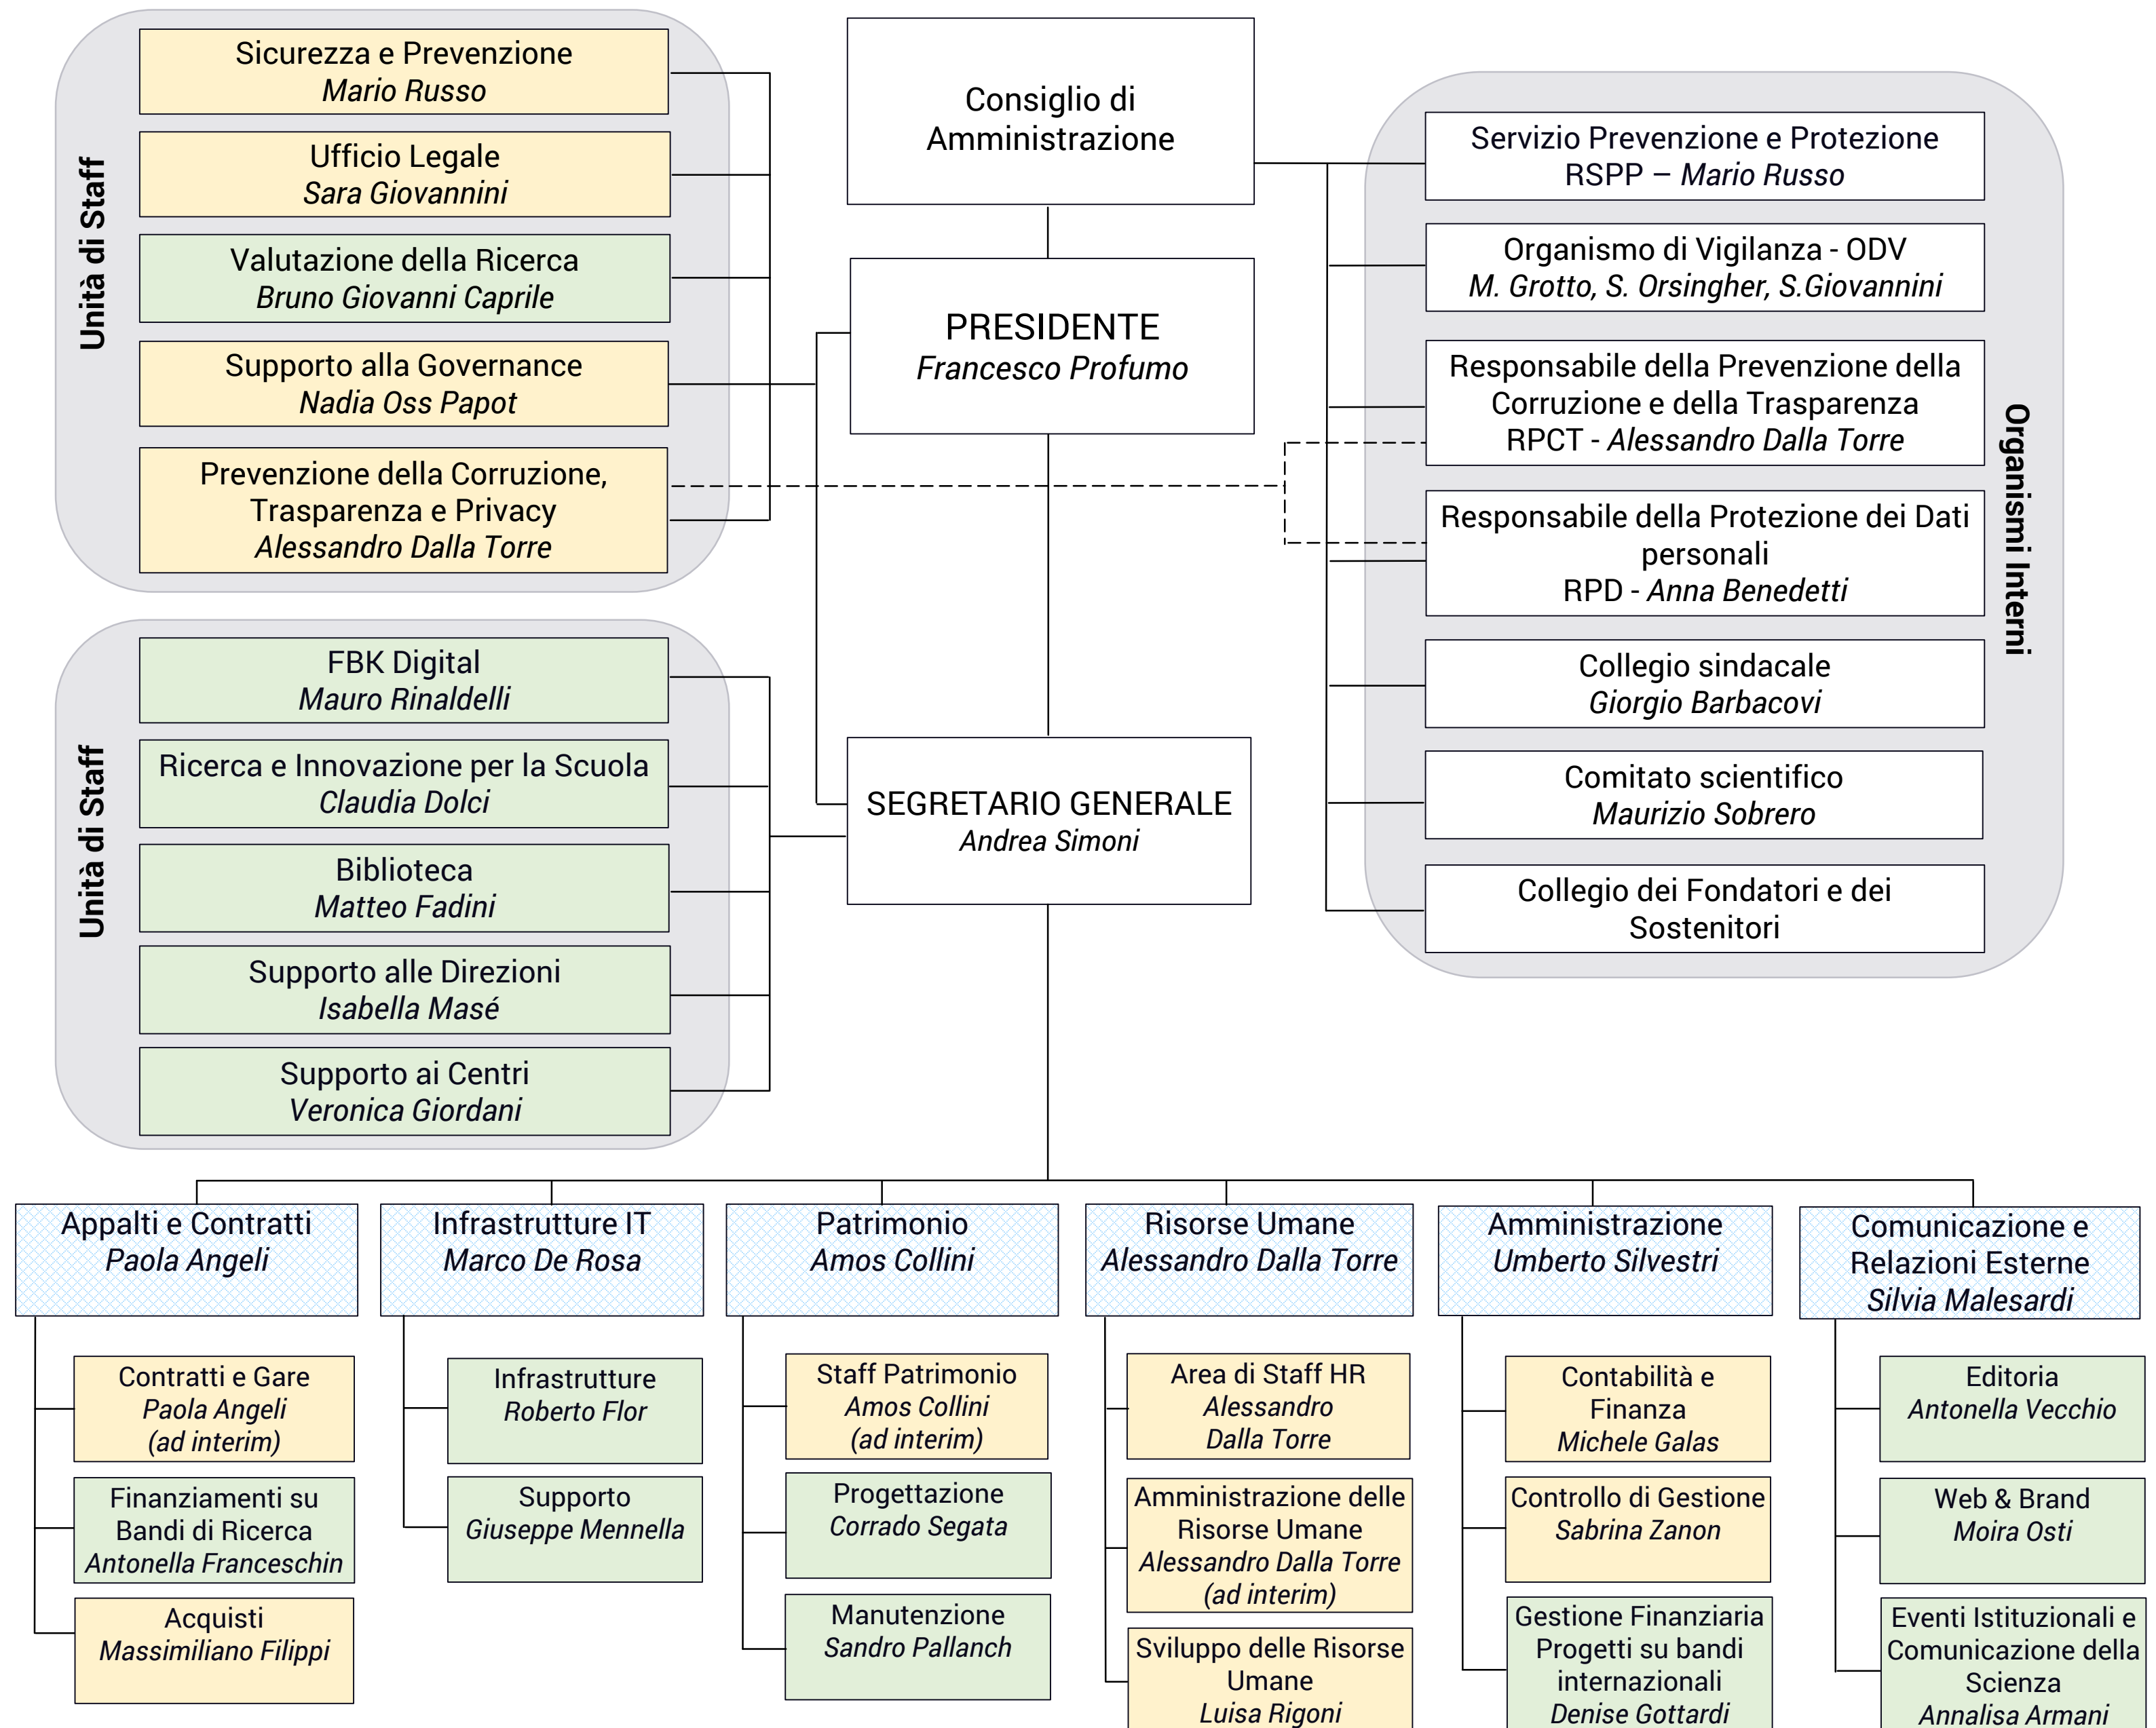 Unità di Staff
Sicurezza e Prevenzione
Mario Russo
Ufficio Legale
Sara Giovannini
Valutazione della Ricerca
Bruno Giovanni Caprile
Supporto alla Governance
Nadia Oss Papot
Prevenzione della Corruzione,
Trasparenza e Privacy
Alessandro Dalla Torre
Consiglio di
Amministrazione
PRESIDENTE
Francesco Profumo
SEGRETARIO GENERALE
Andrea Simoni
Organismi Interni
Servizio Prevenzione e Protezione
RSPP – Mario Russo
Organismo di Vigilanza - ODV
M. Grotto, S. Orsingher, S.Giovannini
Responsabile della Prevenzione della
Corruzione e della Trasparenza
RPCT - Alessandro Dalla Torre
Responsabile della Protezione dei Dati
personali
RPD - Anna Benedetti
Collegio sindacale
Giorgio Barbacovi
Comitato scientifico
Maurizio Sobrero
Collegio dei Fondatori e dei
Sostenitori
Unità di Staff
FBK Digital
Mauro Rinaldelli
Ricerca e Innovazione per la Scuola
Claudia Dolci
Biblioteca
Matteo Fadini
Supporto alle Direzioni
Isabella Masé
Supporto ai Centri
Veronica Giordani
Appalti e Contratti
Paola Angeli
Contratti e Gare
Paola Angeli
(ad interim)
Finanziamenti su
Bandi di Ricerca
Antonella Franceschin
Acquisti
Massimiliano Filippi
Infrastrutture IT
Marco De Rosa
Infrastrutture
Roberto Flor
Supporto
Giuseppe Mennella
Patrimonio
Amos Collini
Staff Patrimonio
Amos Collini
(ad interim)
Progettazione
Corrado Segata
Manutenzione
Sandro Pallanch
Risorse Umane
Alessandro Dalla Torre
Area di Staff HR
Alessandro
Dalla Torre
Amministrazione delle
Risorse Umane
Alessandro Dalla Torre
(ad interim)
Sviluppo delle Risorse
Umane
Luisa Rigoni
Amministrazione
Umberto Silvestri
Contabilità e
Finanza
Michele Galas
Controllo di Gestione
Sabrina Zanon
Gestione Finanziaria
Progetti su bandi
internazionali
Denise Gottardi
Comunicazione e
Relazioni Esterne
Silvia Malesardi
Editoria
Antonella Vecchio
Web & Brand
Moira Osti
Eventi Istituzionali e
Comunicazione della
Scienza
Annalisa Armani